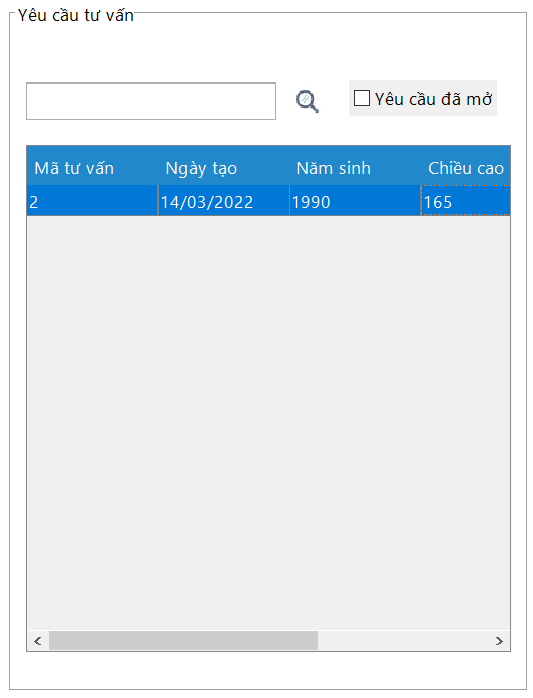 Yêu cầu tư vấn
Yêu cầu đã mở
Mã tư vấn Ngày tạo Năm sinh Chiều cao
2 14/03/2022 1990 165